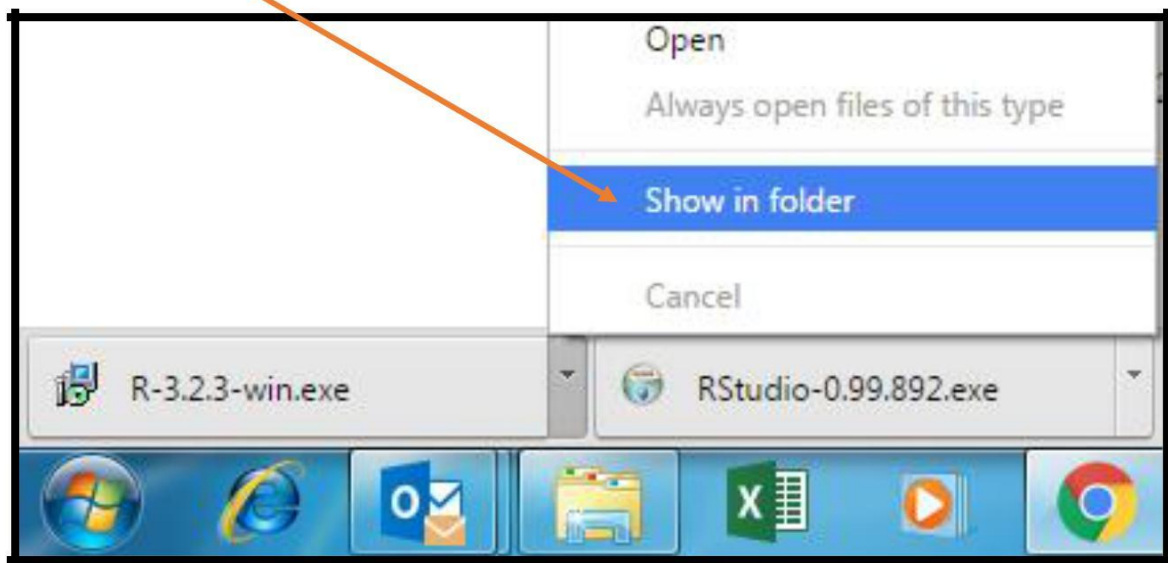 Open
Always open files of this type
Show in folder
Cancel
R-3.2.3-win.exe
RStudio-0.99.892.exe